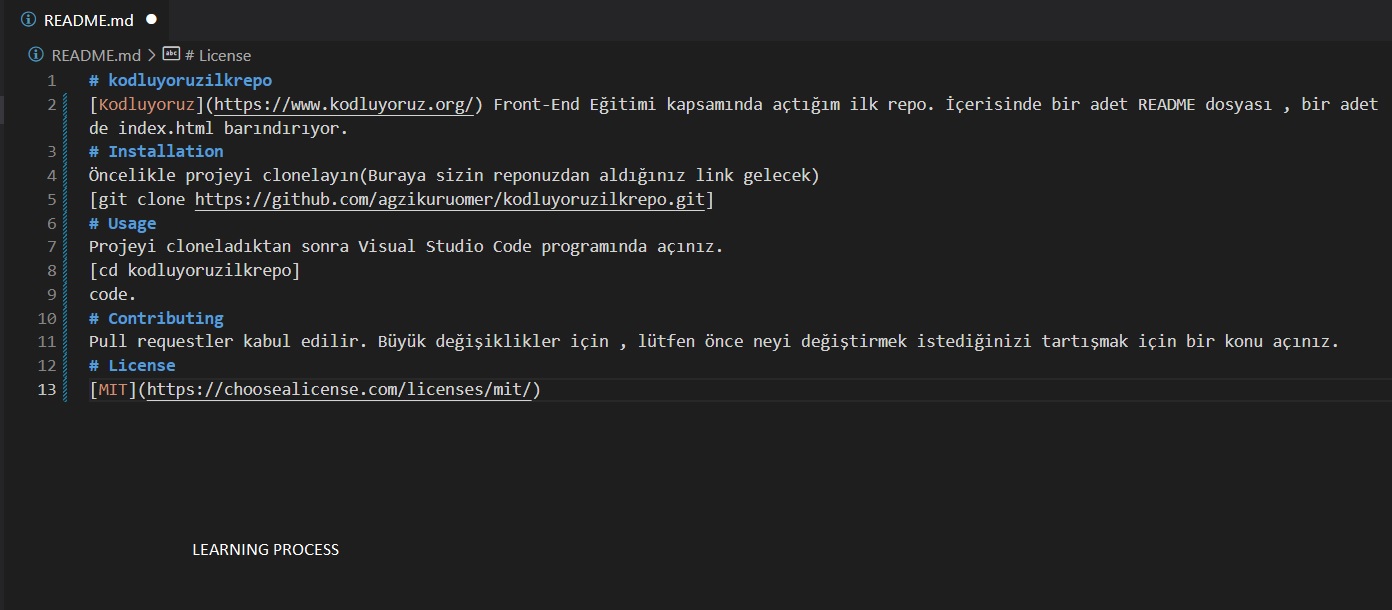 README.md
README.md > # License
1 # kodluyoruzilkrepo
2 [Kodluyoruz](https://www.kodluyoruz.org/) Front-End Eğitimi kapsamında açtığım ilk repo. İçerisinde bir adet README dosyası , bir adet
de index.html barındırıyor.
3 # Installation
4 Öncelikle projeyi clonelayın(Buraya sizin reponuzdan aldığınız link gelecek)
5 [git clone https://github.com/agzikuruomer/kodluyoruzilkrepo.git]
6 # Usage
7 Projeyi cloneladıktan sonra Visual Studio Code programında açınız.
8 [cd kodluyoruzilkrepo]
9 code.
10 # Contributing
11 Pull requestler kabul edilir. Büyük değişiklikler için , lütfen önce neyi değiştirmek istediğinizi tartışmak için bir konu açınız.
12 # License
13 [MIT](https://choosealicense.com/licenses/mit/)
LEARNING PROCESS